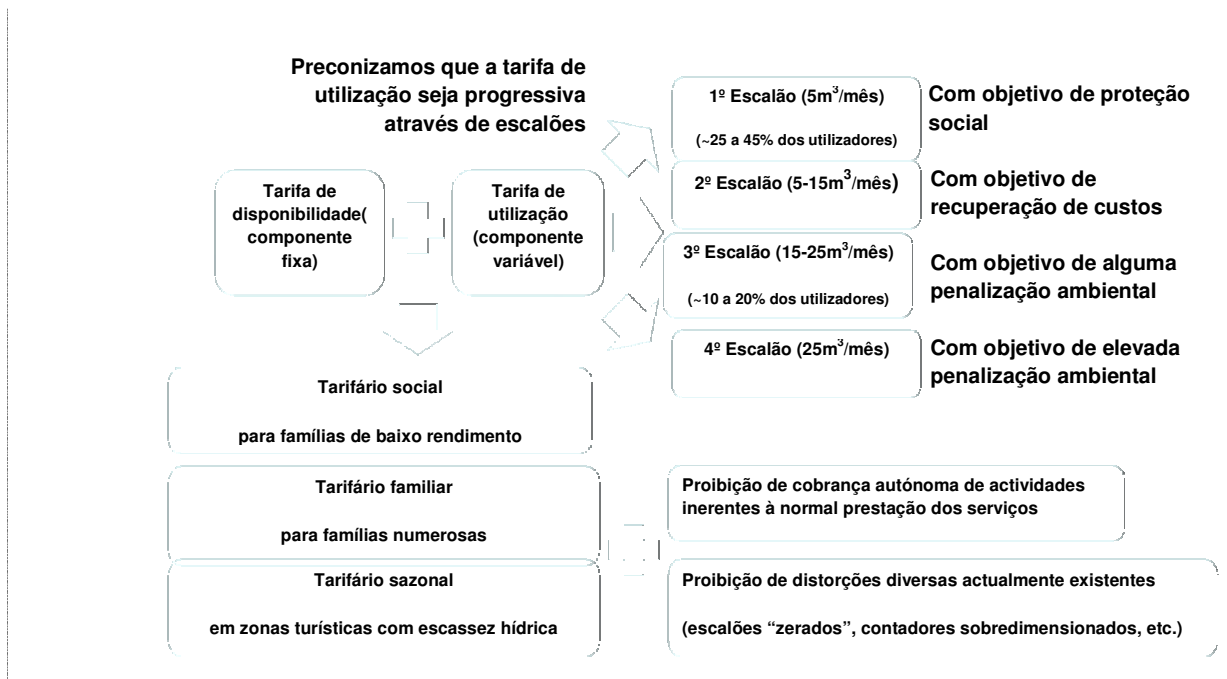 Preconizamos que a tarifa de
utilização seja progressiva
através de escalões
Tarifa de
disponibilidade(
componente
fixa)
Tarifa de
utilização
(componente
variável)
1º Escalão (5m³/mês)
(~25 a 45% dos utilizadores)
Com objetivo de proteção
social
2º Escalão (5-15m³/mês)
Com objetivo de
recuperação de custos
3º Escalão (15-25m³/mês)
(~10 a 20% dos utilizadores)
Com objetivo de alguma
penalização ambiental
4º Escalão (25m³/mês)
Com objetivo de elevada
penalização ambiental
Tarifário social
para famílias de baixo rendimento
Tarifário familiar
para famílias numerosas
Tarifário sazonal
em zonas turísticas com escassez hídrica
Proibição de cobrança autónoma de actividades
inerentes à normal prestação dos serviços
Proibição de distorções diversas actualmente existentes
(escalões “zerados”, contadores sobredimensionados, etc.)